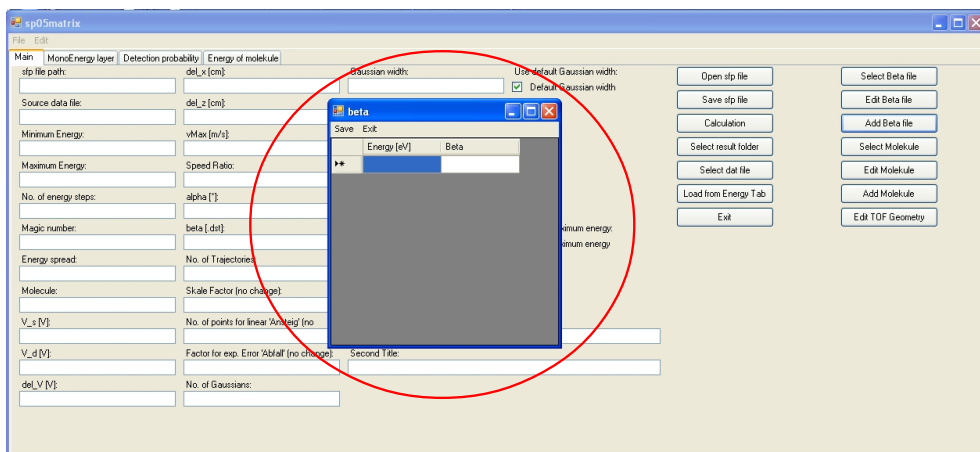 sp05matrix
File Edit
Main MonoEnergy layer Detection probability Energy of molekule
sfp file path:
Source data file:
Minimum Energy:
Maximum Energy:
No. of energy steps:
Magic number:
Energy spread:
Molecule:
V_s [V]:
V_d [V]:
del_V [V]:
del_x [cm]:
del_z [cm]:
vMax [m/s]:
Speed Ratio:
alpha [°]:
beta [.dst]:
No. of Trajectories:
Skale Factor (no change):
No. of points for linear 'Ansteig' (no
Factor for exp. Error 'Abfall' (no change):
No. of Gaussians:
Gaussian width:
Second Title:
Use default Gaussian width:
Default Gaussian width
ximum energy:
ximum energy
beta
Save Exit
Energy [eV] Beta
Open sfp file
Save sfp file
Calculation
Select result folder
Select dat file
Load from Energy Tab
Exit
Select Beta file
Edit Beta file
Add Beta file
Select Molekule
Edit Molekule
Add Molekule
Edit TOF Geometry